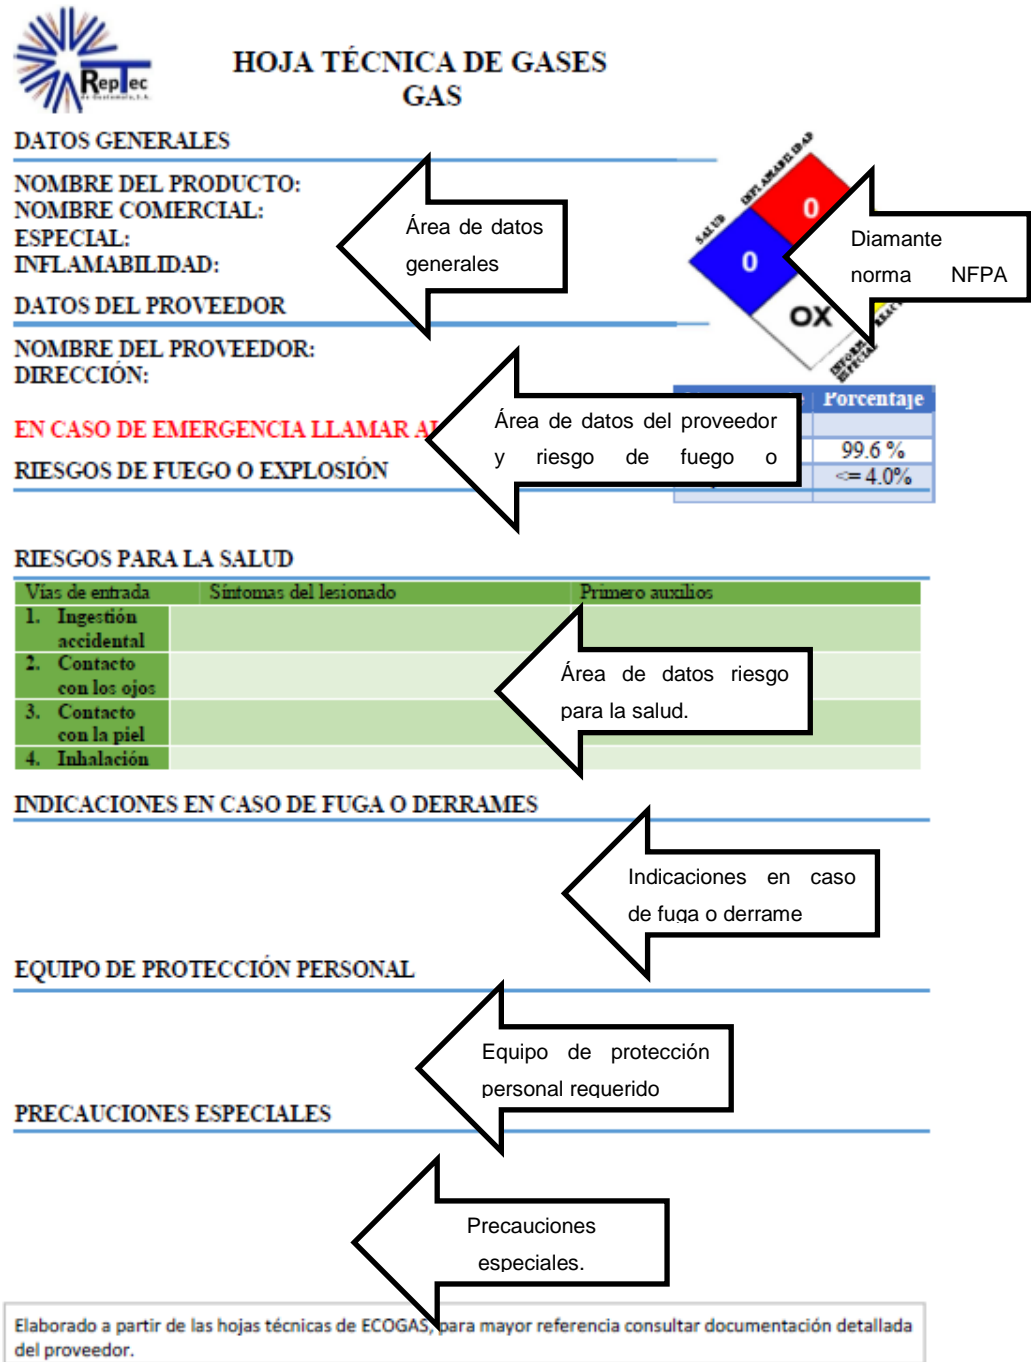 RepTec
de Guatemala, S.A.
HOJA TÉCNICA DE GASES
GAS
DATOS GENERALES
NOMBRE DEL PRODUCTO:
NOMBRE COMERCIAL:
ESPECIAL:
INFLAMABILIDAD:
Área de datos
generales
SALUD
INFLAMABILIDAD
0
0
OX
Diamante
norma NFPA
DATOS DEL PROVEEDOR
NOMBRE DEL PROVEEDOR:
DIRECCIÓN:
EN CASO DE EMERGENCIA LLAMAR AL
Área de datos del proveedor
y riesgo de fuego o
Porcentaje
99.6 %
<= 4.0%
RIESGOS DE FUEGO O EXPLOSIÓN
RIESGOS PARA LA SALUD
Vías de entrada Síntomas del lesionado Primero auxilios
1. Ingestión
accidental
2. Contacto
con los ojos
3. Contacto
con la piel
4. Inhalación
Área de datos riesgo
para la salud.
INDICACIONES EN CASO DE FUGA O DERRAMES
Indicaciones en caso
de fuga o derrame
EQUIPO DE PROTECCIÓN PERSONAL
Equipo de protección
personal requerido
PRECAUCIONES ESPECIALES
Precauciones
especiales.
Elaborado a partir de las hojas técnicas de ECOGAS, para mayor referencia consultar documentación detallada
del proveedor.